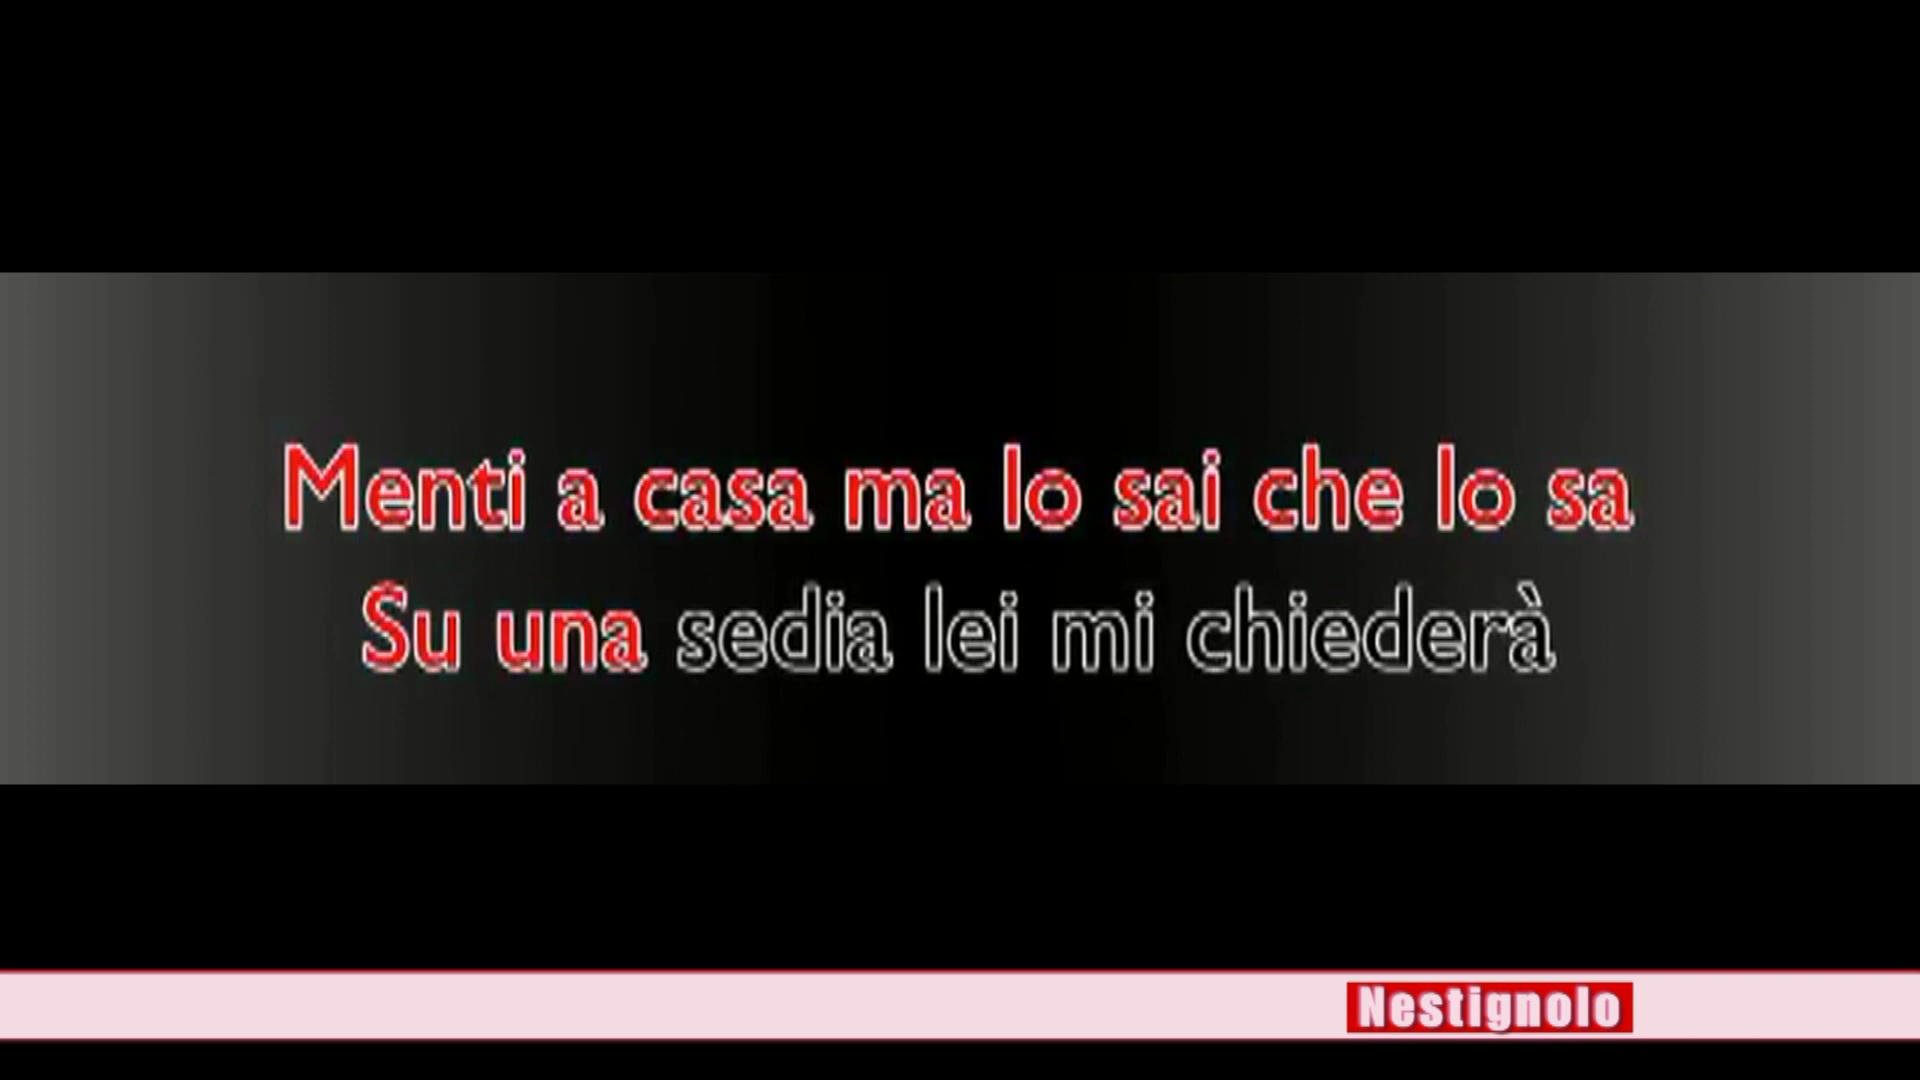 Menti a casa ma lo sai che lo sa
Su una sedia lei mi chiederà
Nestignolo